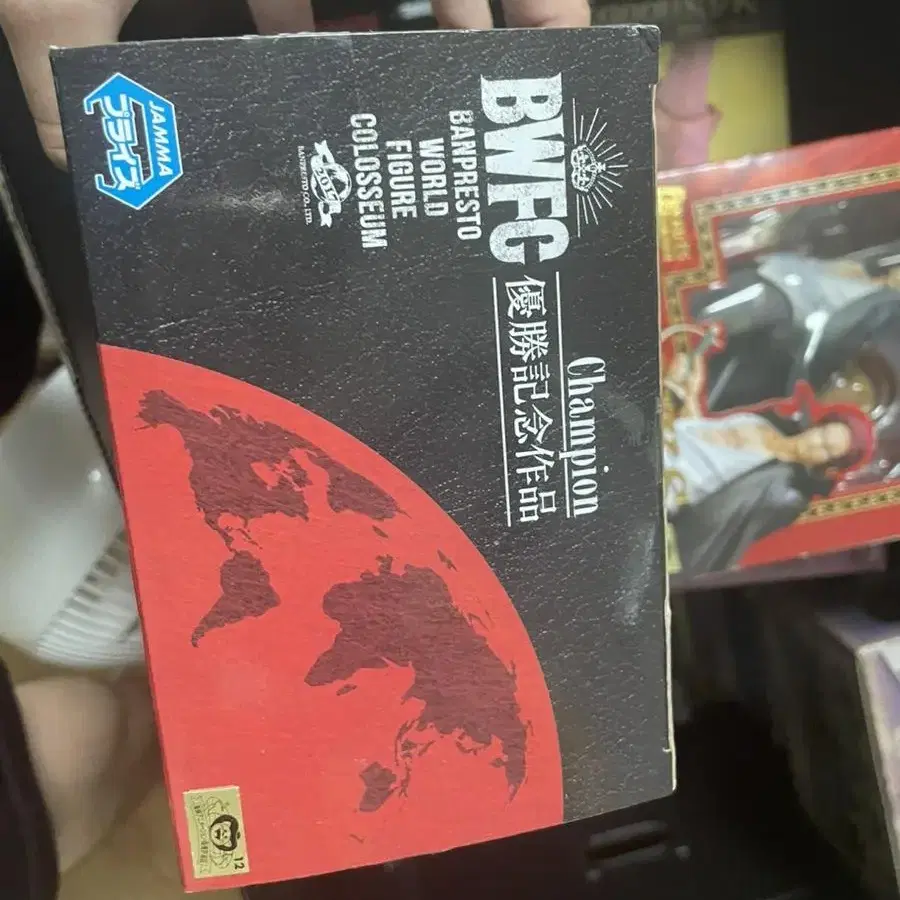 BWFC
BANPRESTO
WORLD
FIGURE
COLOSSEUM
BANPRESTO CO., LTD.
Champion
優勝記念作品
JAMMA
プライズ
12